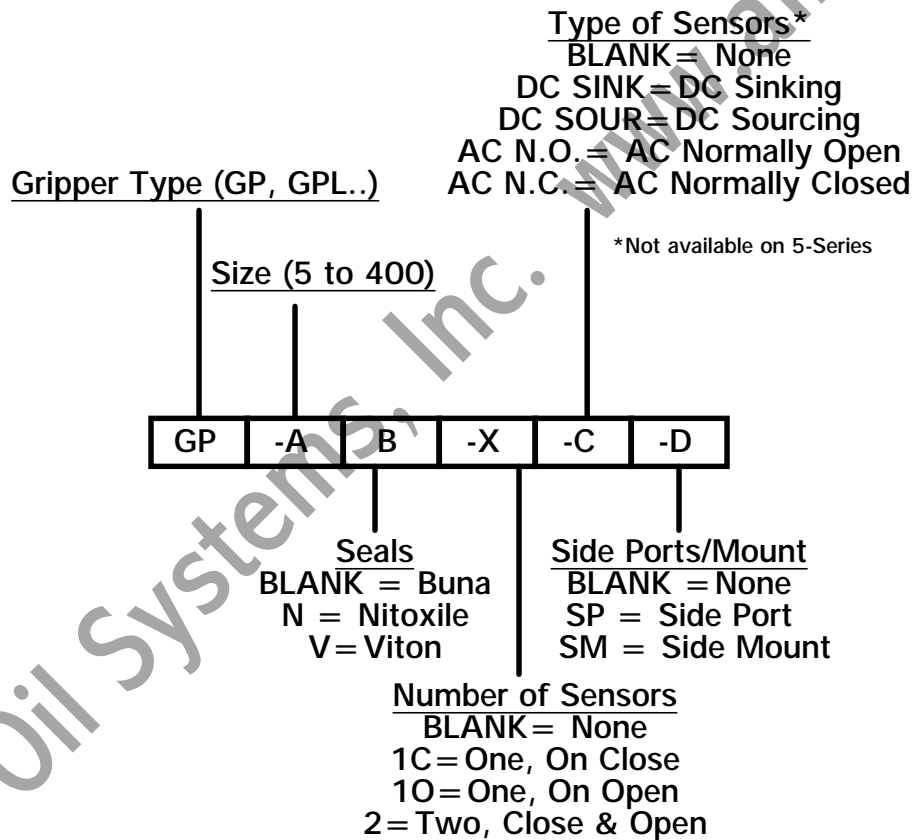 Type of Sensors*
BLANK= None
DC SINK=DC Sinking
DC SOUR=DC Sourcing
AC N.O.= AC Normally Open
AC N.C.= AC Normally Closed
*Not available on 5-Series
Gripper Type (GP, GPL..)
Size (5 to 400)
GP -A B -X -C -D
Seals
BLANK = Buna
N = Nitoxile
V=Viton
Side Ports/Mount
BLANK =None
SP = Side Port
SM = Side Mount
Number of Sensors
BLANK= None
1C=One, On Close
1O=One, On Open
2=Two, Close & Open
Oil Systems, Inc.